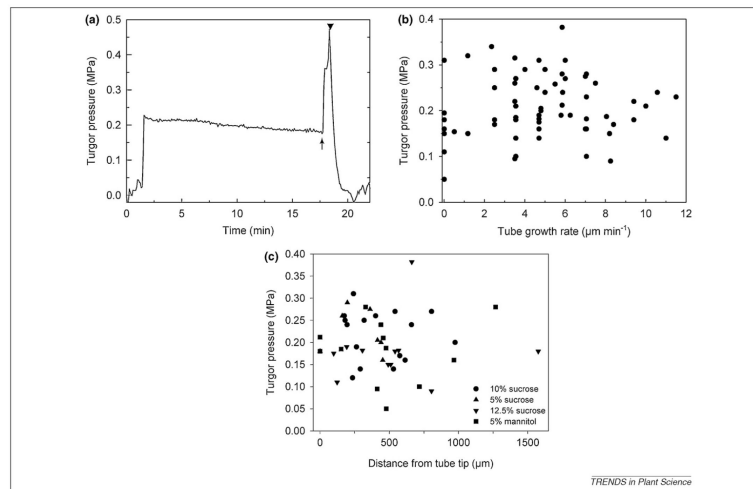 (a)
Turgor pressure (MPa)
0.5
0.4
0.3
0.2
0.1
0.0
0 5 10 15 20
Time (min)
(b)
Turgor pressure (MPa)
0.4
0.3
0.2
0.1
0.0
0 2 4 6 8 10 12
Tube growth rate (µm min⁻¹)
(c)
Turgor pressure (MPa)
0.40
0.35
0.30
0.25
0.20
0.15
0.10
0.05
0.00
0 500 1000 1500
Distance from tube tip (µm)
10% sucrose
5% sucrose
12.5% sucrose
5% mannitol
TRENDS in Plant Science